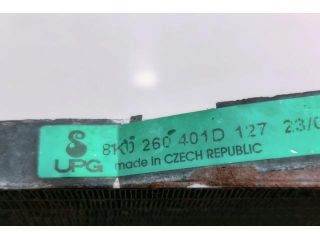 8K0 260 401D 127 23/0
UPG made in CZECH REPUBLIC